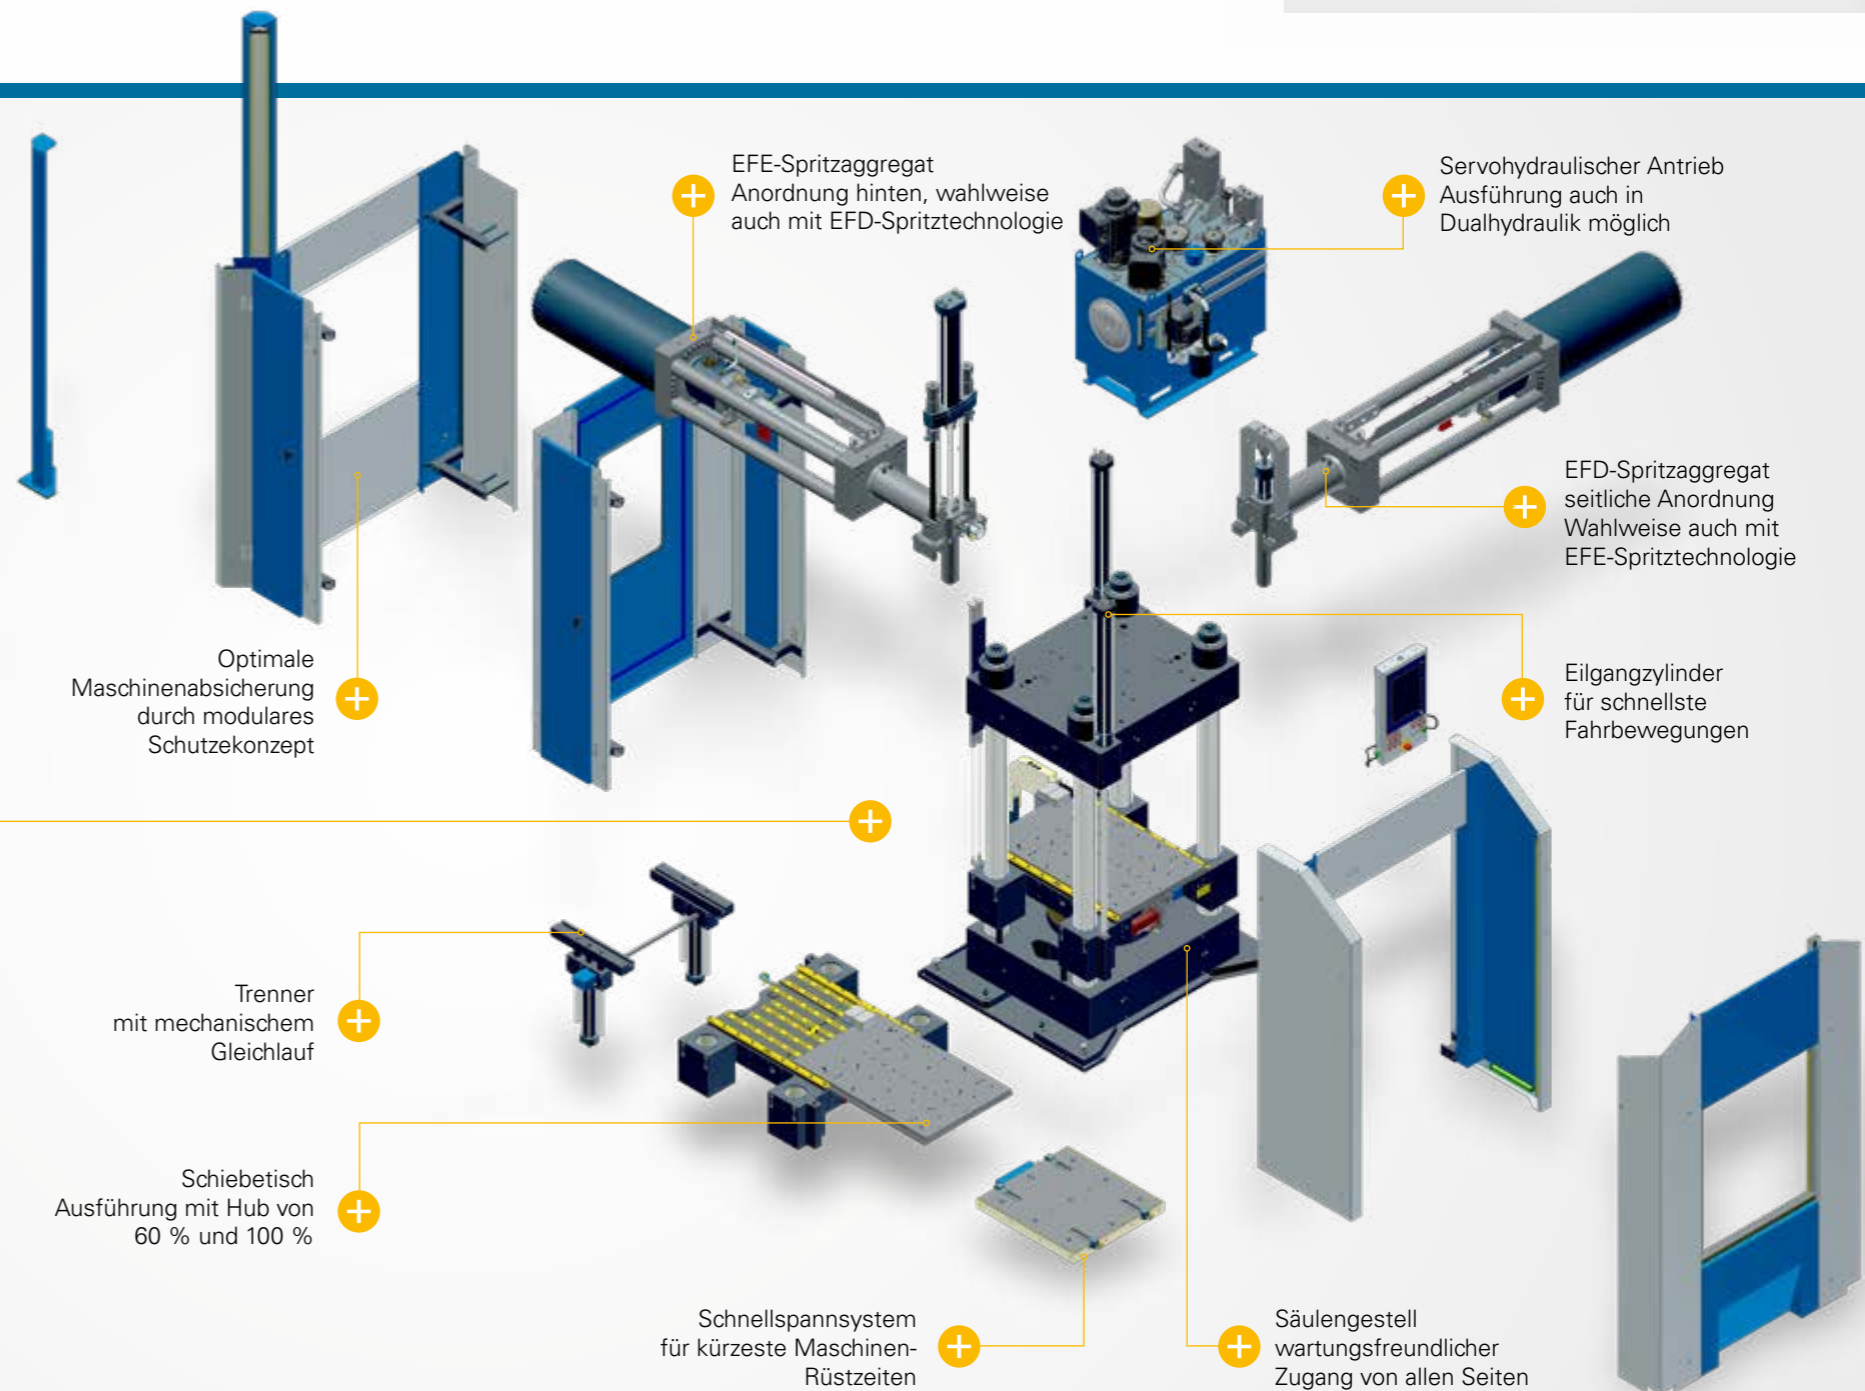 EFE-Spritzaggregat
Anordnung hinten, wahlweise
auch mit EFD-Spritztechnologie
Servohydraulischer Antrieb
Ausführung auch in
Dualhydraulik möglich
EFD-Spritzaggregat
seitliche Anordnung
Wahlweise auch mit
EFE-Spritztechnologie
Optimale
Maschinenabsicherung
durch modulares
Schutzekonzept
Eilgangzylinder
für schnellste
Fahrbewegungen
Trenner
mit mechanischem
Gleichlauf
Schiebetisch
Ausführung mit Hub von
60 % und 100 %
Schnellspannsystem
für kürzeste Maschinen-
Rüstzeiten
Säulengestell
wartungsfreundlicher
Zugang von allen Seiten